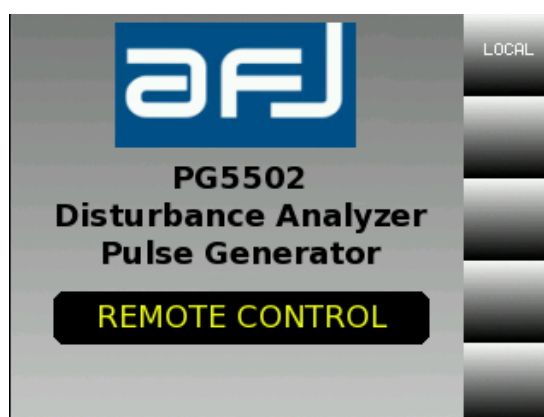 afj
LOCAL
PG5502
Disturbance Analyzer
Pulse Generator
REMOTE CONTROL